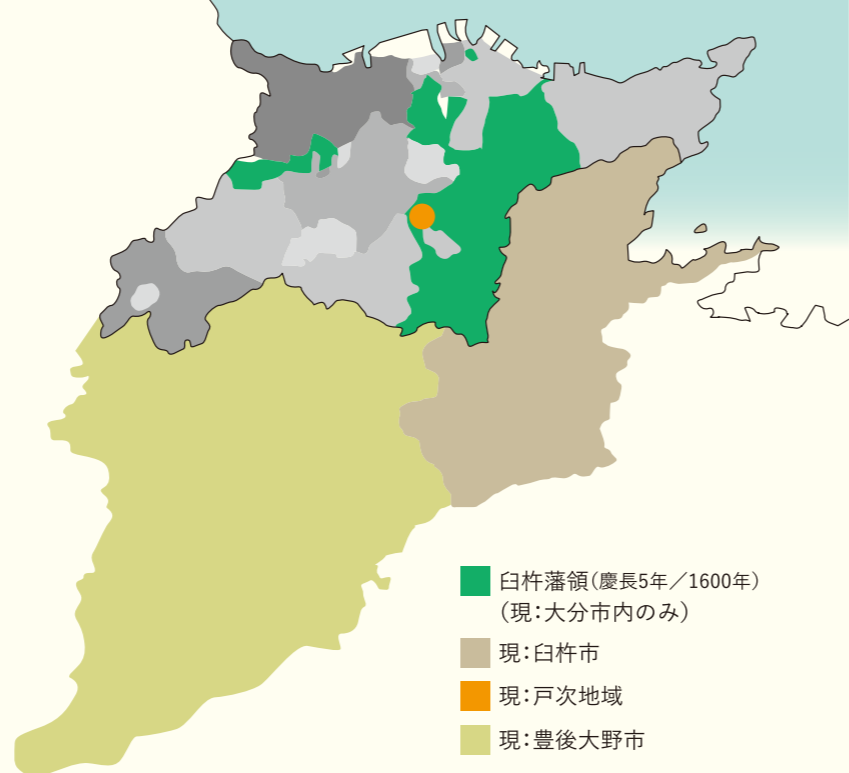 臼杵藩領（慶長5年／1600年）
（現：大分市内のみ）
現：臼杵市
現：戸次地域
現：豊後大野市